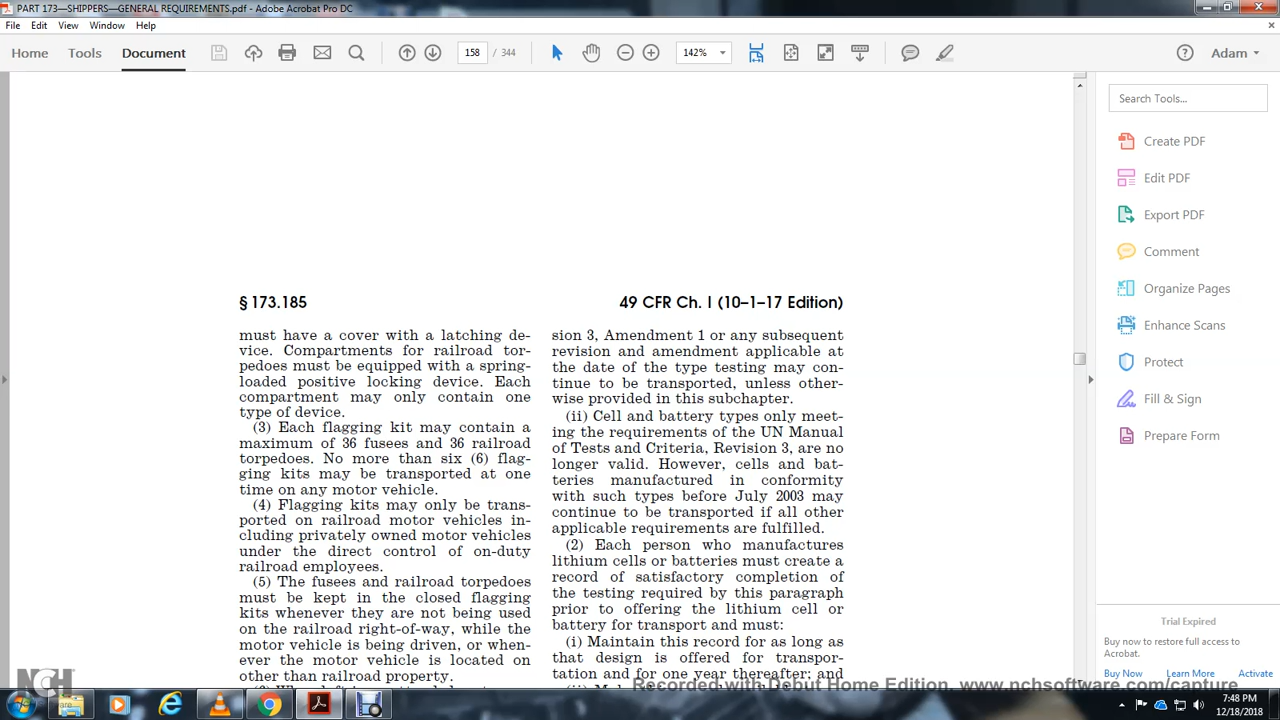 PART 173—SHIPPERS—GENERAL REQUIREMENTS.pdf - Adobe Acrobat Pro DC
File Edit View Window Help
Home Tools Document 158 / 344 142% Adam
Search Tools...
Create PDF
Edit PDF
Export PDF
Comment
Organize Pages
Enhance Scans
Protect
Fill & Sign
Prepare Form
§ 173.185
49 CFR Ch. I (10–1–17 Edition)
must have a cover with a latching de-
vice. Compartments for railroad tor-
pedoes must be equipped with a spring-
loaded positive locking device. Each
compartment may only contain one
type of device.
(3) Each flagging kit may contain a
maximum of 36 fusees and 36 railroad
torpedoes. No more than six (6) flag-
ging kits may be transported at one
time on any motor vehicle.
(4) Flagging kits may only be trans-
ported on railroad motor vehicles in-
cluding privately owned motor vehicles
under the direct control of on-duty
railroad employees.
(5) The fusees and railroad torpedoes
must be kept in the closed flagging
kits whenever they are not being used
on the railroad right-of-way, while the
motor vehicle is being driven, or when-
ever the motor vehicle is located on
other than railroad property.
sion 3, Amendment 1 or any subsequent
revision and amendment applicable at
the date of the type testing may con-
tinue to be transported, unless other-
wise provided in this subchapter.
(ii) Cell and battery types only meet-
ing the requirements of the UN Manual
of Tests and Criteria, Revision 3, are no
longer valid. However, cells and bat-
teries manufactured in conformity
with such types before July 2003 may
continue to be transported if all other
applicable requirements are fulfilled.
(2) Each person who manufactures
lithium cells or batteries must create a
record of satisfactory completion of
the testing required by this paragraph
prior to offering the lithium cell or
battery for transport and must:
(i) Maintain this record for as long as
that design is offered for transpor-
tation and for one year thereafter; and
Trial Expired
Buy now to restore full access to
Acrobat.
Buy Now Learn More Activate
NCH
Recorded with Debut Home Edition. www.nchsoftware.com/capture
7:48 PM
12/18/2018